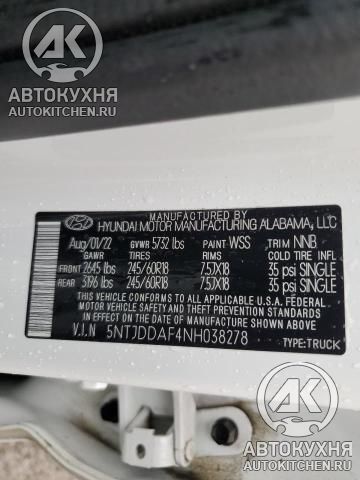 АВТОКУХНЯ
AUTOKITCHEN.RU
MANUFACTURED BY
HYUNDAI MOTOR MANUFACTURING ALABAMA, LLC
Aug/01/22 GVWR 5732 lbs PAINT WSS TRIM NNB
GAWR TIRES RIMS COLD TIRE INFL
FRONT 2645 lbs 245/60R18 7.5JX18 35 psi SINGLE
REAR 3196 lbs 245/60R18 7.5JX18 35 psi SINGLE
THIS VEHICLE CONFORMS TO ALL APPLICABLE U.S.A. FEDERAL
MOTOR VEHICLE SAFETY AND THEFT PREVENTION STANDARDS
IN EFFECT ON THE DATE OF MANUFACTURE SHOWN ABOVE.
V.I.N 5NTJDDAF4NH038278
TYPE:TRUCK
АВТОКУХНЯ
AUTOKITCHEN.RU